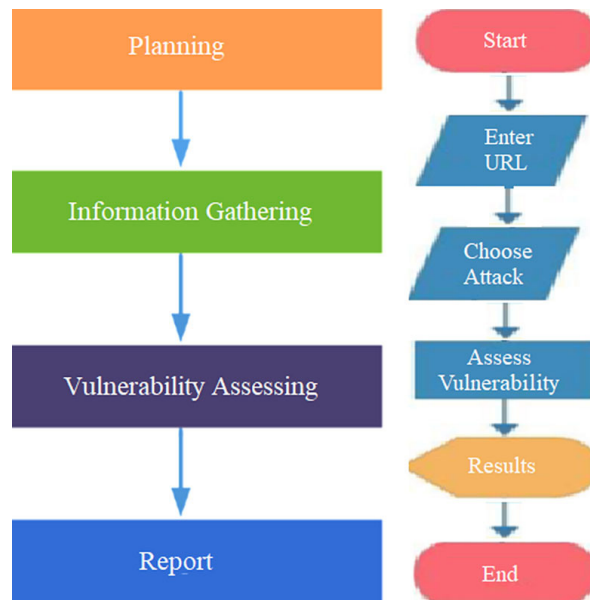 Planning
Information Gathering
Vulnerability Assessing
Report
Start
Enter
URL
Choose
Attack
Assess
Vulnerability
Results
End